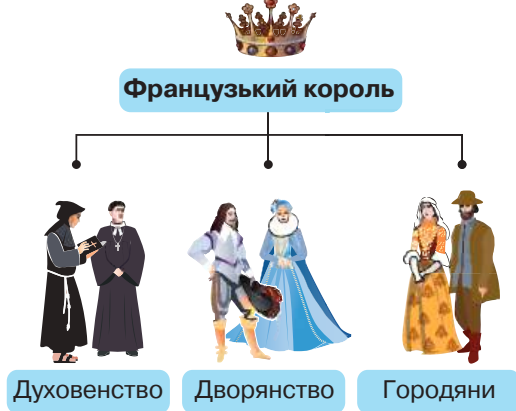 Французький король
Духовенство
Дворянство
Городяни